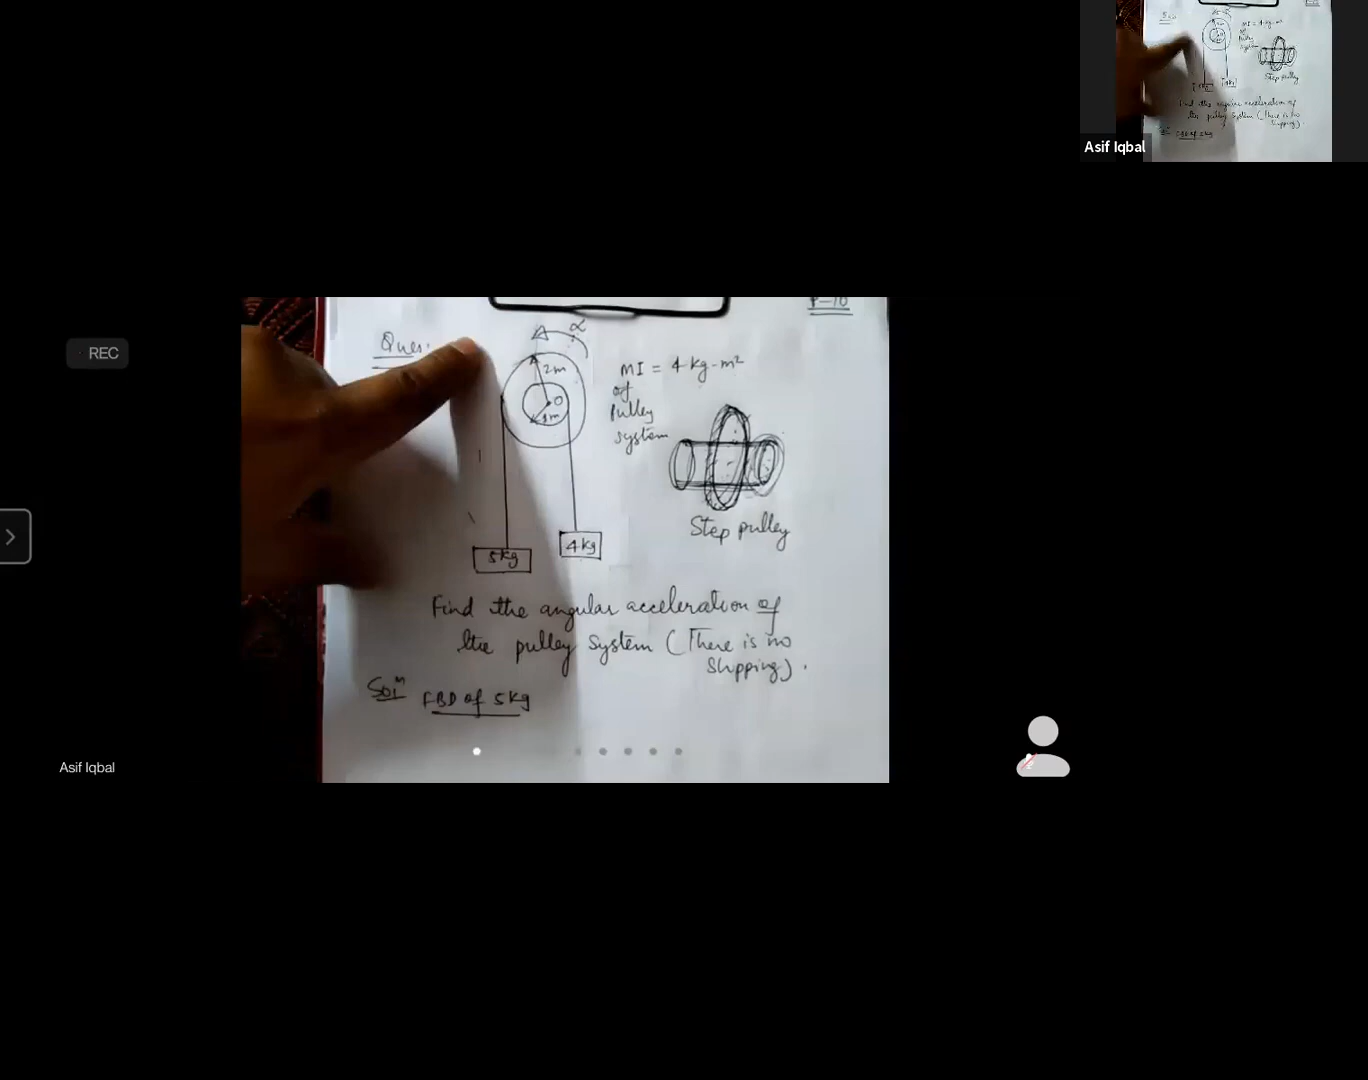 REC
Asif Iqbal
P-10
Ques:
α
2m
O
1m
MI = 4 kg-m²
of
pulley
system
Step pulley
5kg
4kg
Find the angular acceleration of
the pulley system (There is no
slipping).
Solⁿ FBD of 5kg
Asif Iqbal